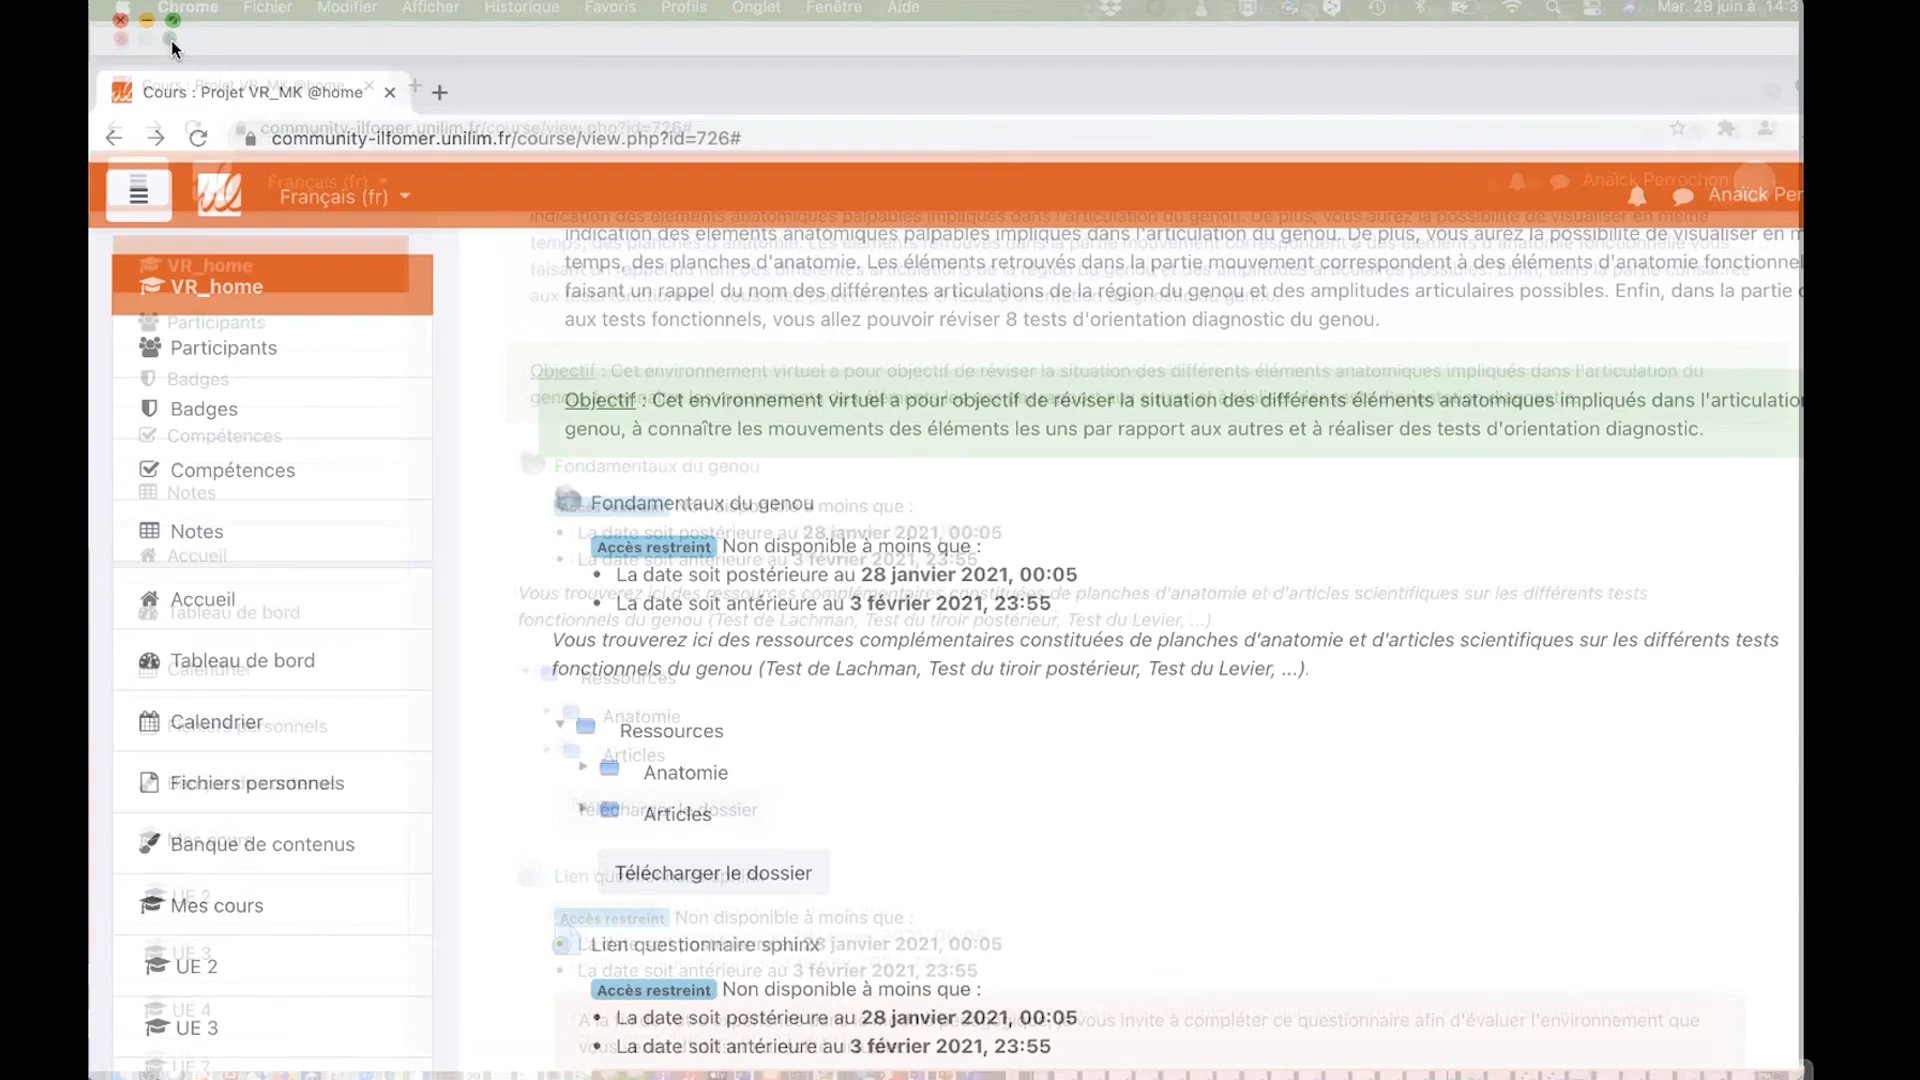 Chrome Fichier Modifier Afficher Historique Favoris Profils Onglet Fenêtre Aide Mar. 29 juin à 14:3
Cours : Projet VR_MK @home
community-ilfomer.unilim.fr/course/view.php?id=726#
Français (fr) Anaïck Per
VR_home
Participants
Badges
Compétences
Notes
Accueil
Tableau de bord
Calendrier
Fichiers personnels
Banque de contenus
Mes cours
UE 2
UE 3
indication des éléments anatomiques palpables impliqués dans l'articulation du genou. De plus, vous aurez la possibilité de visualiser en m
temps, des planches d'anatomie. Les éléments retrouvés dans la partie mouvement correspondent à des éléments d'anatomie fonctionnel
faisant un rappel du nom des différentes articulations de la région du genou et des amplitudes articulaires possibles. Enfin, dans la partie
aux tests fonctionnels, vous allez pouvoir réviser 8 tests d'orientation diagnostic du genou.
Objectif : Cet environnement virtuel a pour objectif de réviser la situation des différents éléments anatomiques impliqués dans l'articulation
genou, à connaître les mouvements des éléments les uns par rapport aux autres et à réaliser des tests d'orientation diagnostic.
Fondamentaux du genou
Accès restreint Non disponible à moins que :
• La date soit postérieure au 28 janvier 2021, 00:05
• La date soit antérieure au 3 février 2021, 23:55
Vous trouverez ici des ressources complémentaires constituées de planches d'anatomie et d'articles scientifiques sur les différents tests
fonctionnels du genou (Test de Lachman, Test du tiroir postérieur, Test du Levier, ...).
Ressources
Anatomie
Articles
Télécharger le dossier
Lien questionnaire sphinx
Accès restreint Non disponible à moins que :
• La date soit postérieure au 28 janvier 2021, 00:05
• La date soit antérieure au 3 février 2021, 23:55